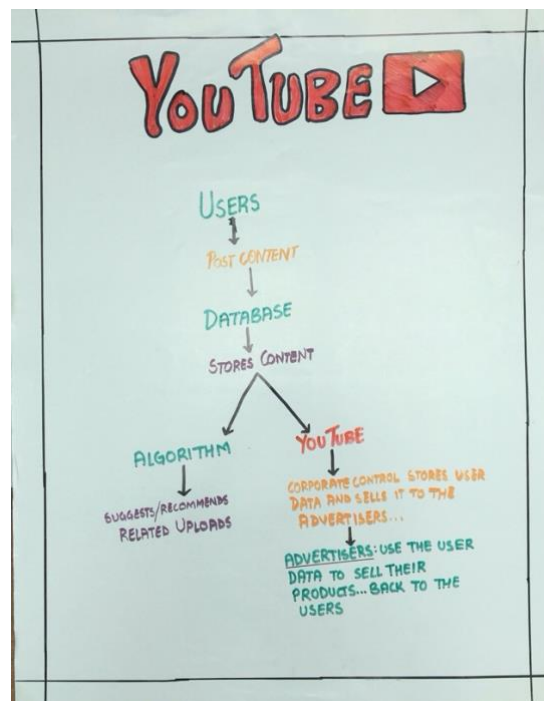 YOUTUBE
USERS
POST CONTENT
DATABASE
STORES CONTENT
ALGORITHM
SUGGESTS/RECOMMENDS
RELATED UPLOADS
YOUTUBE
CORPORATE CONTROL STORES USER
DATA AND SELLS IT TO THE
ADVERTISERS...
ADVERTISERS: USE THE USER
DATA TO SELL THEIR
PRODUCTS... BACK TO THE
USERS